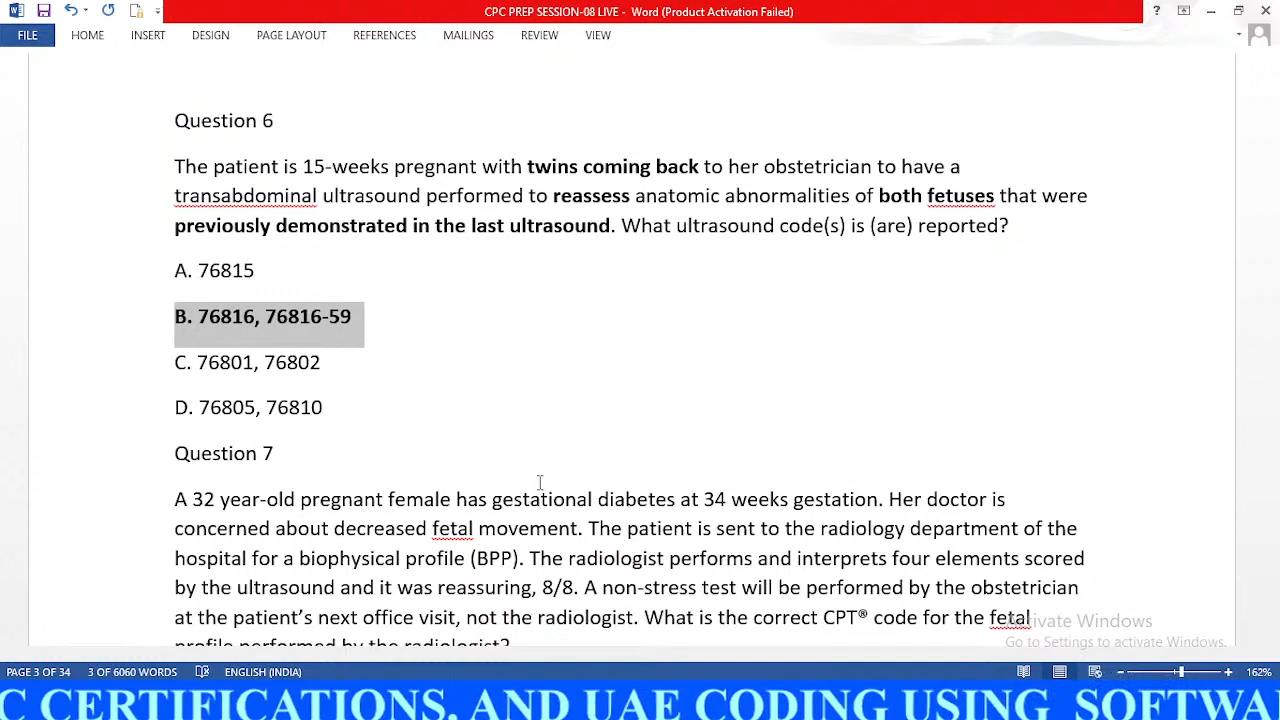 CPC PREP SESSION-08 LIVE - Word (Product Activation Failed)
FILE HOME INSERT DESIGN PAGE LAYOUT REFERENCES MAILINGS REVIEW VIEW
Question 6
The patient is 15-weeks pregnant with twins coming back to her obstetrician to have a
transabdominal ultrasound performed to reassess anatomic abnormalities of both fetuses that were
previously demonstrated in the last ultrasound. What ultrasound code(s) is (are) reported?
A. 76815
B. 76816, 76816-59
C. 76801, 76802
D. 76805, 76810
Question 7
A 32 year-old pregnant female has gestational diabetes at 34 weeks gestation. Her doctor is
concerned about decreased fetal movement. The patient is sent to the radiology department of the
hospital for a biophysical profile (BPP). The radiologist performs and interprets four elements scored
by the ultrasound and it was reassuring, 8/8. A non-stress test will be performed by the obstetrician
at the patient’s next office visit, not the radiologist. What is the correct CPT® code for the fetal
profile performed by the radiologist?
Activate Windows
Go to Settings to activate Windows.
PAGE 3 OF 34 3 OF 6060 WORDS ENGLISH (INDIA) 162%
C CERTIFICATIONS, AND UAE CODING USING SOFTWA